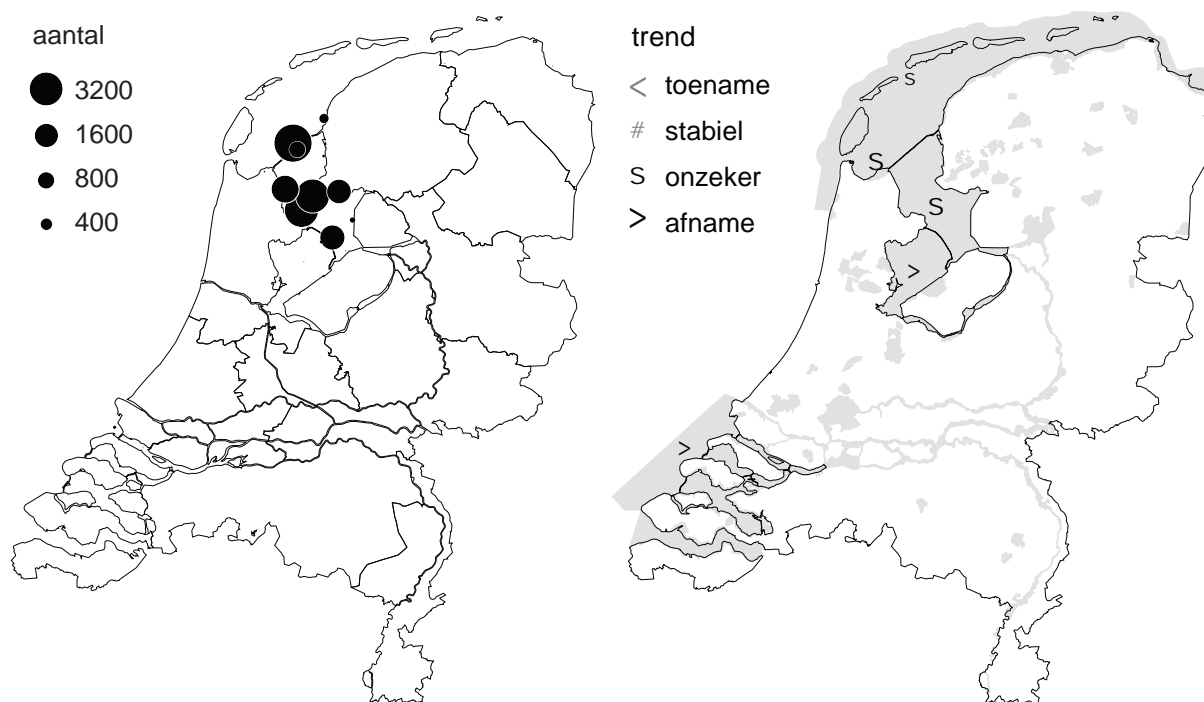 aantal
3200
1600
800
400
trend
< toename
# stabiel
S onzeker
> afname
S
S
S
>
>